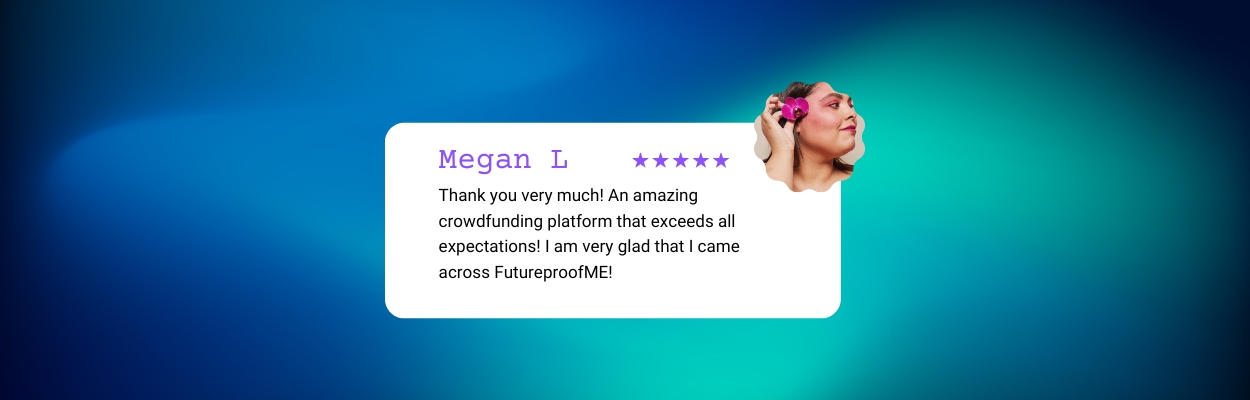 Megan L ★★★★★
Thank you very much! An amazing
crowdfunding platform that exceeds all
expectations! I am very glad that I came
across FutureproofME!